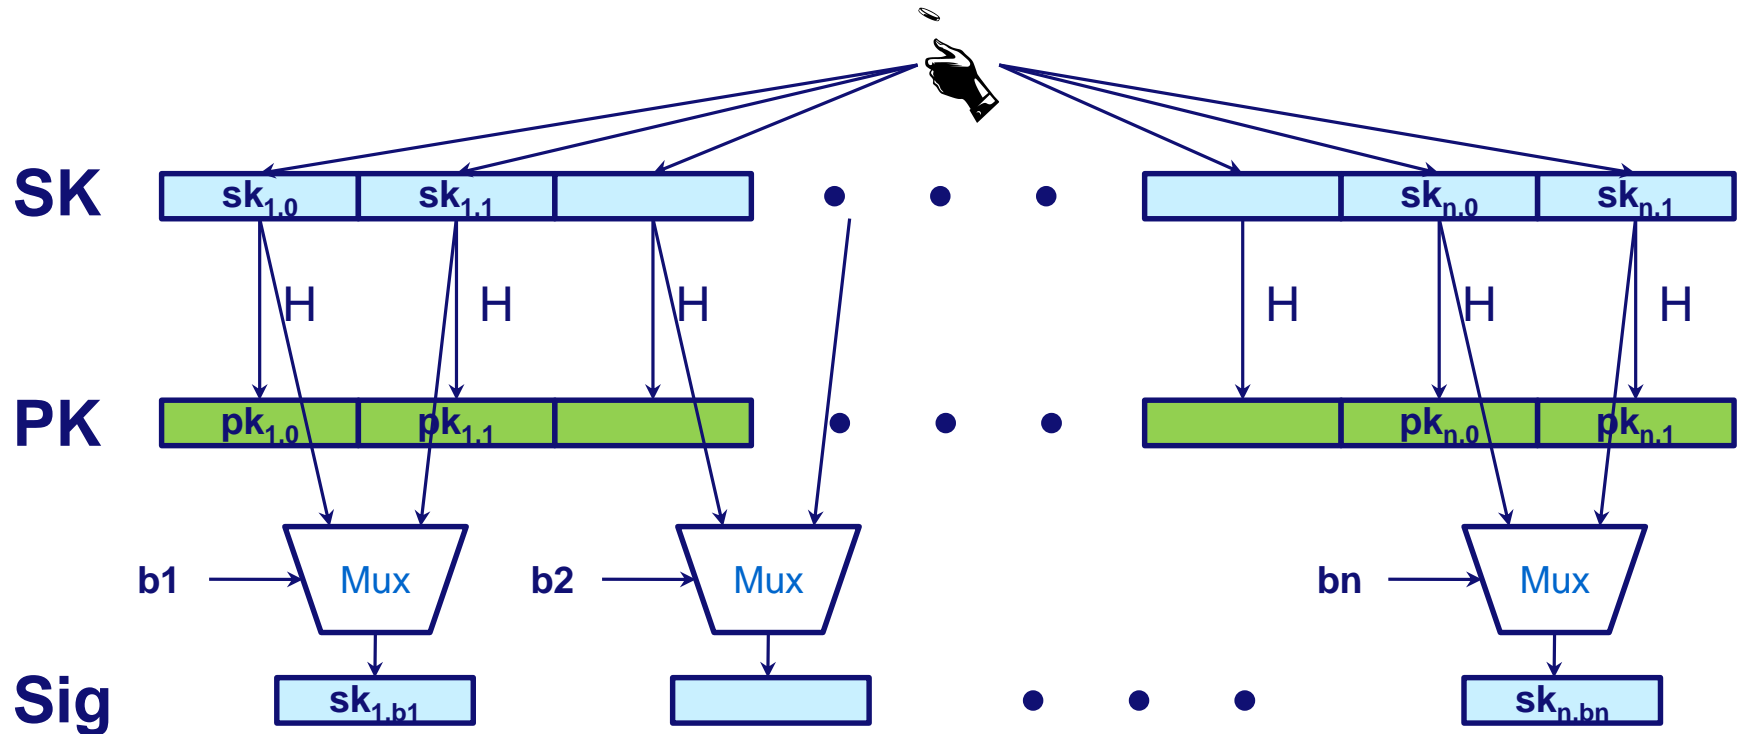 SK sk1,0 sk1,1 skn,0 skn,1
H H H H H H
PK pk1,0 pk1,1 pkn,0 pkn,1
b1 Mux b2 Mux bn Mux
Sig sk1,b1 skn,bn